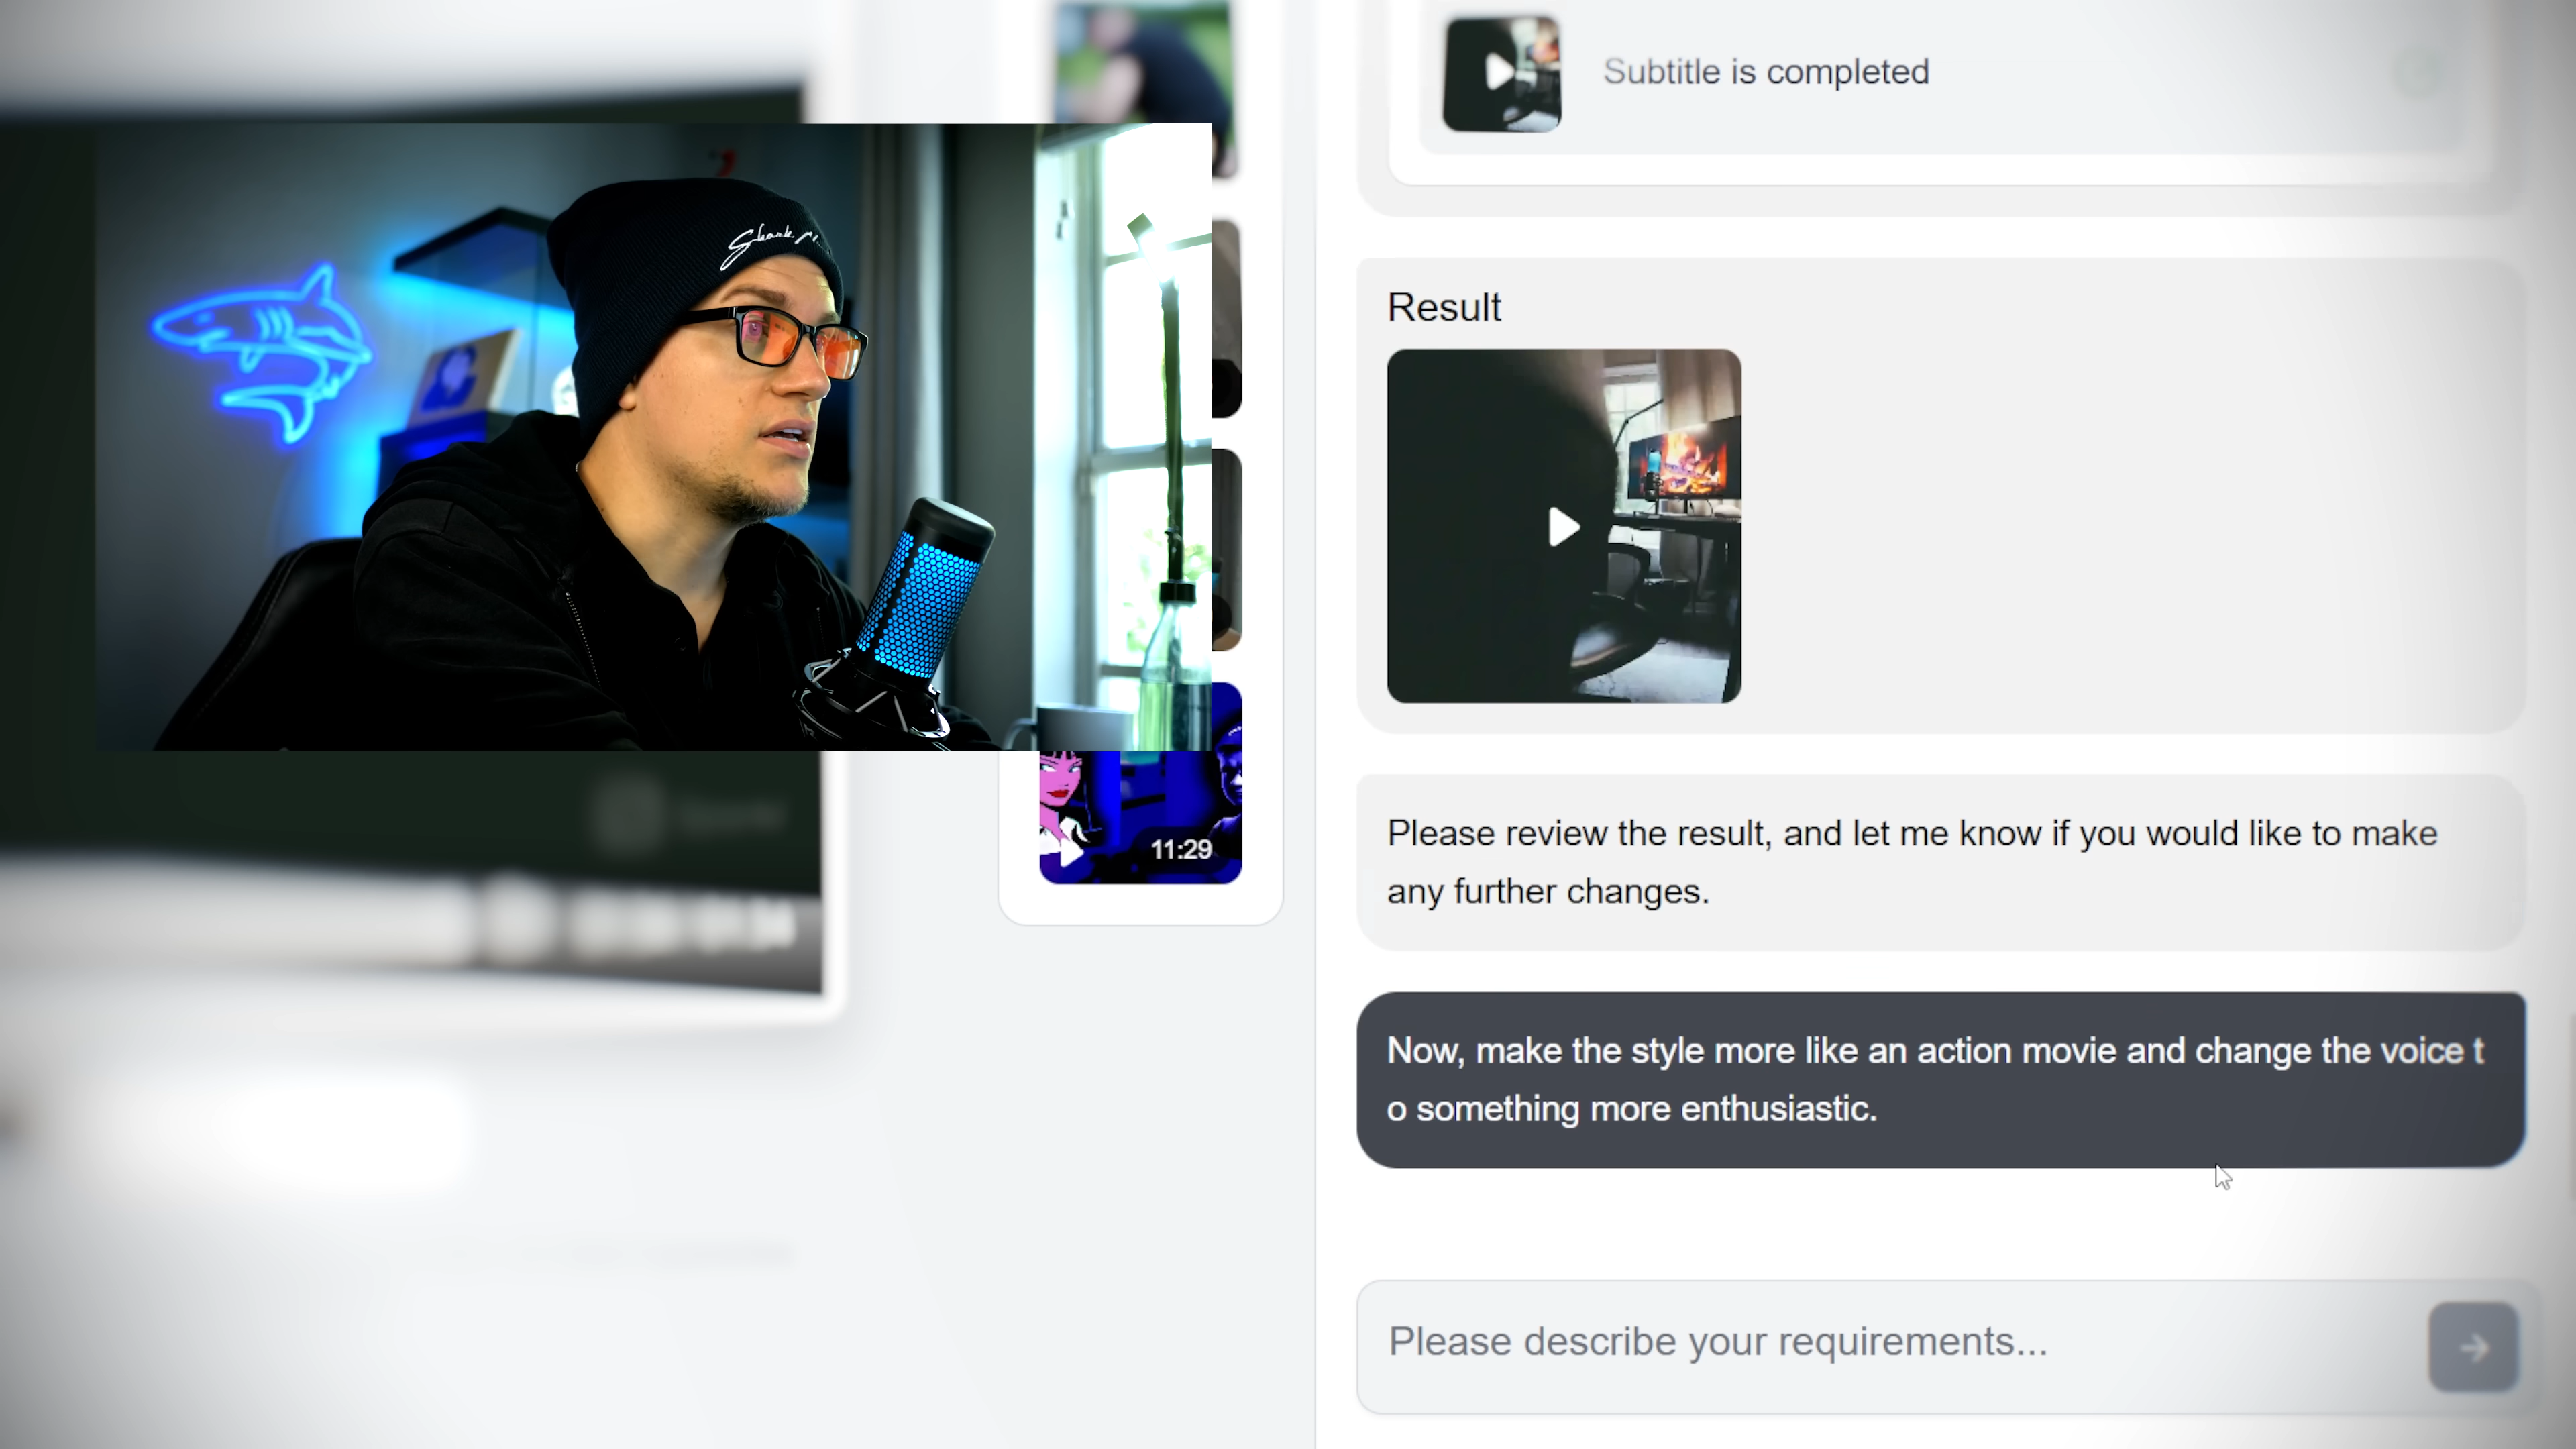 Subtitle is completed
Result
Please review the result, and let me know if you would like to make
any further changes.
11:29
Now, make the style more like an action movie and change the voice t
o something more enthusiastic.
Please describe your requirements...